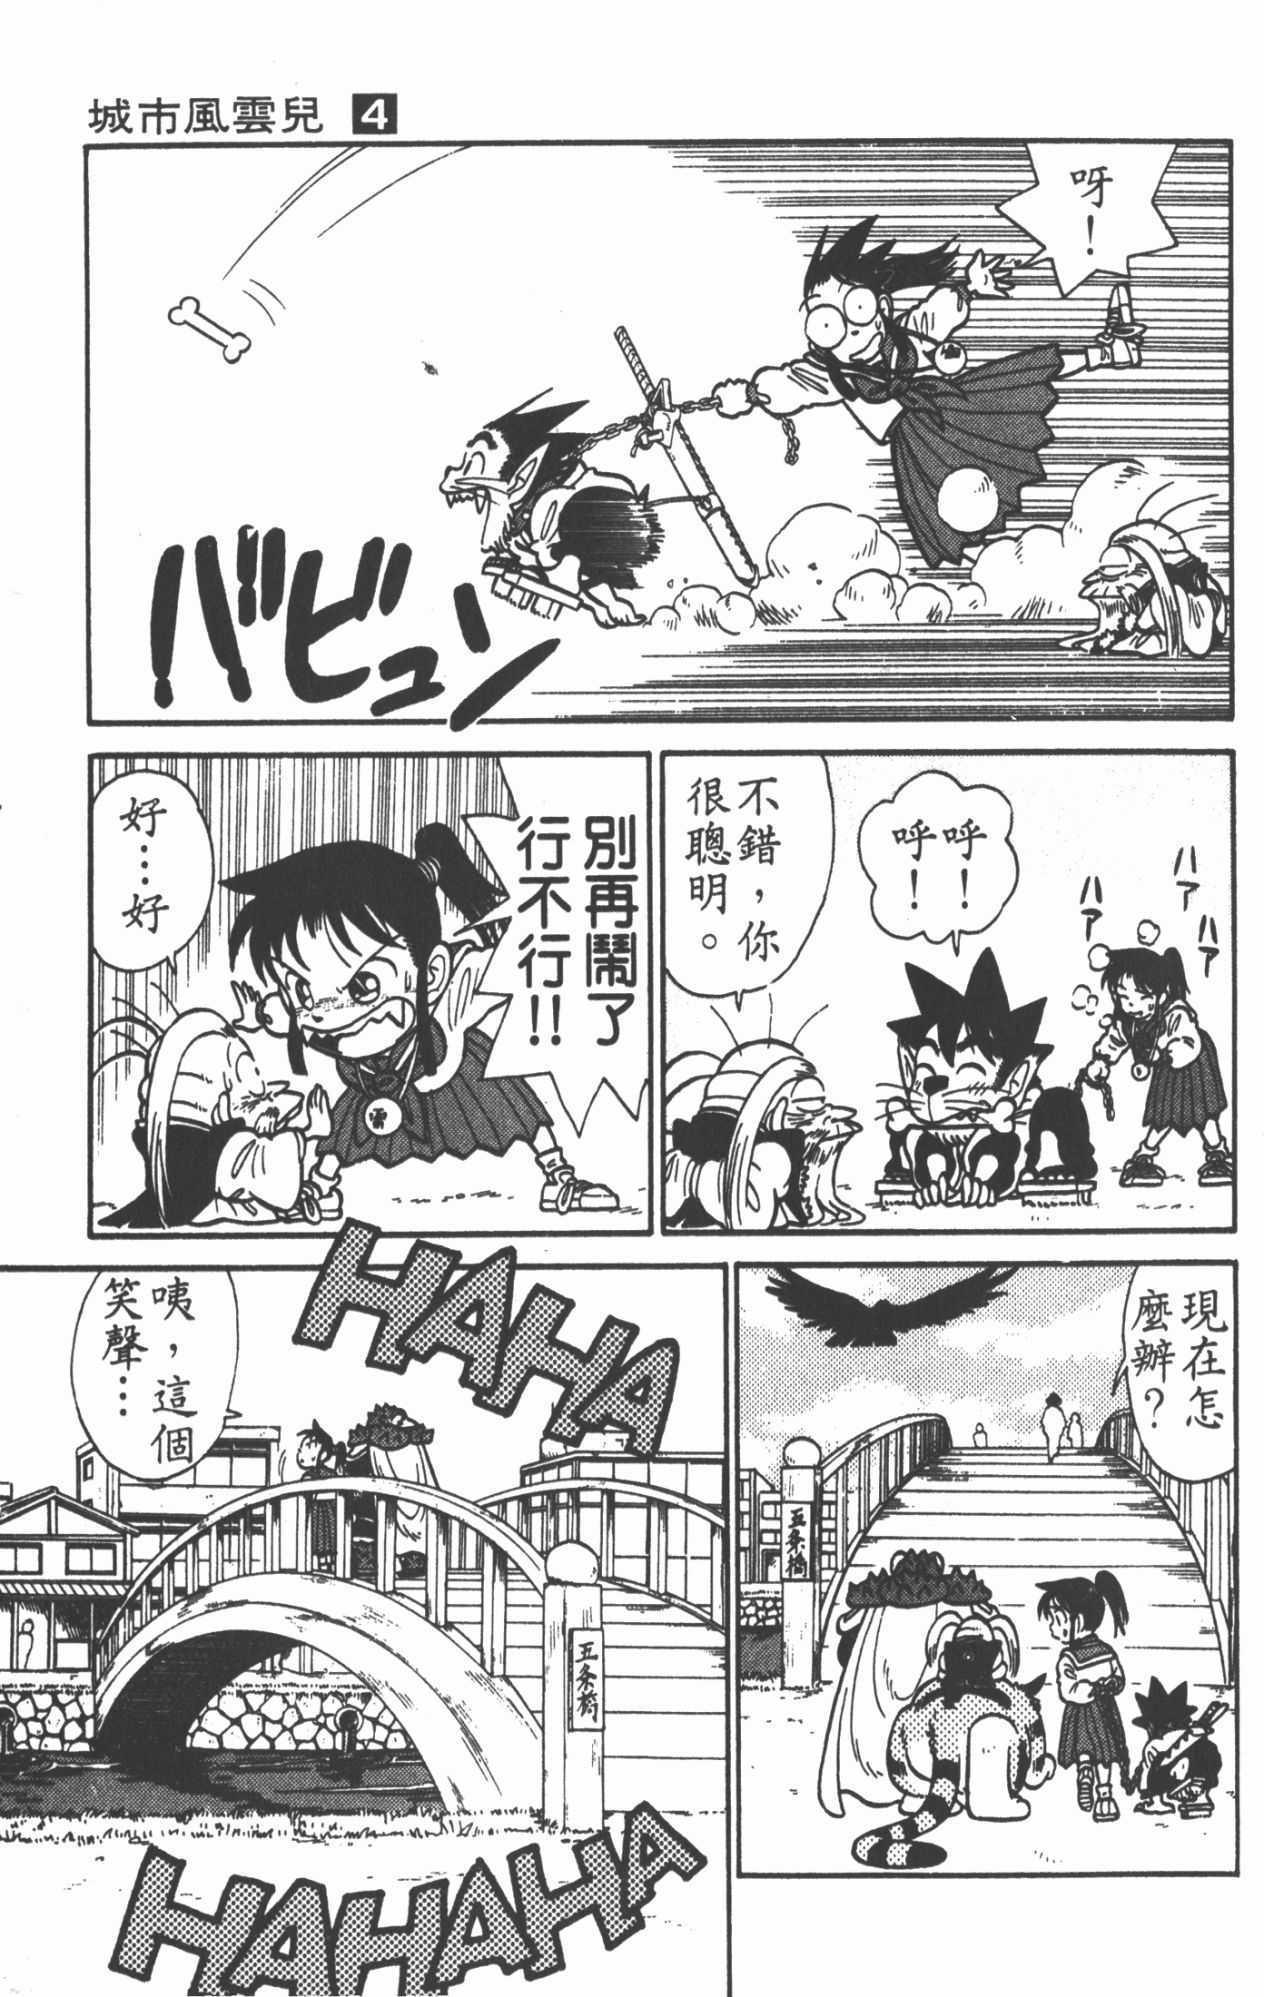 城市風雲兒 4
呀！
バビュン
ハァ
ハァ
ハァ
呼！
呼！
不錯，你
很聰明。
別再鬧了
行不行!!
好…好
雷
現在怎
麼辦？
五条橋
HAHAHA
咦，這個
笑聲…
五条橋
HAHAHAHA